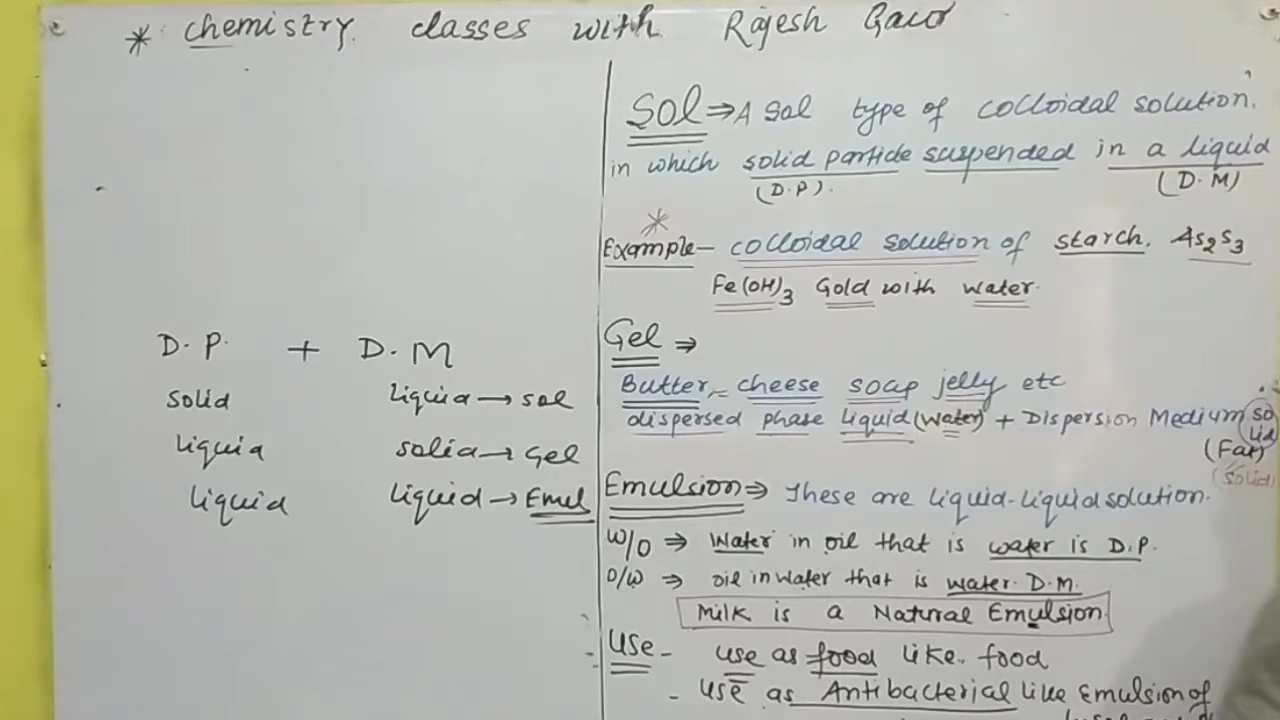 * chemistry classes with Rajesh Gaur
D.P. + D.M
solid liquid → sol
liquid solid → Gel
liquid liquid → Emul
Sol ⇒ A sol type of colloidal solution.
in which solid particle suspended in a liquid
(D.P). (D.M)
*
Example - colloidal solution of starch, As₂S₃
Fe(OH)₃ Gold with water.
Gel ⇒
Butter, cheese soap jelly etc
dispersed phase liquid (water) + Dispersion Medium solid
(Fat)
(solid
Emulsion ⇒ These are liquid-liquid solution.
W/O ⇒ Water in oil that is water is D.P.
O/W ⇒ oil in water that is water D.M.
Milk is a Natural Emulsion.
Use - use as food like food
- Use as Antibacterial like Emulsion of